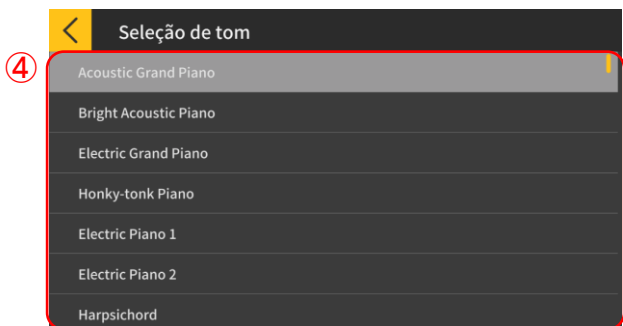 Seleção de tom
④
Acoustic Grand Piano
Bright Acoustic Piano
Electric Grand Piano
Honky-tonk Piano
Electric Piano 1
Electric Piano 2
Harpsichord